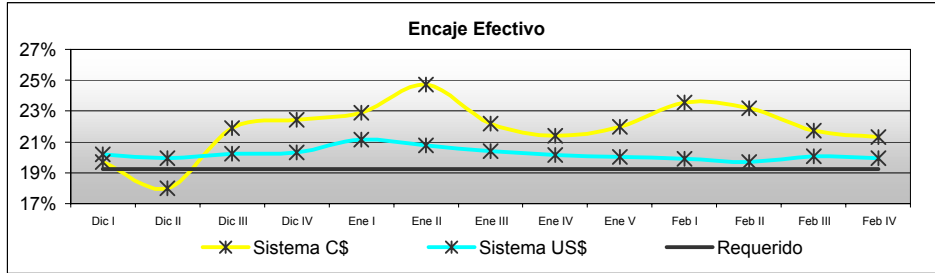 Encaje Efectivo
27%
25%
23%
21%
19%
17%
Dic I Dic II Dic III Dic IV Ene I Ene II Ene III Ene IV Ene V Feb I Feb II Feb III Feb IV
Sistema C$ Sistema US$ Requerido